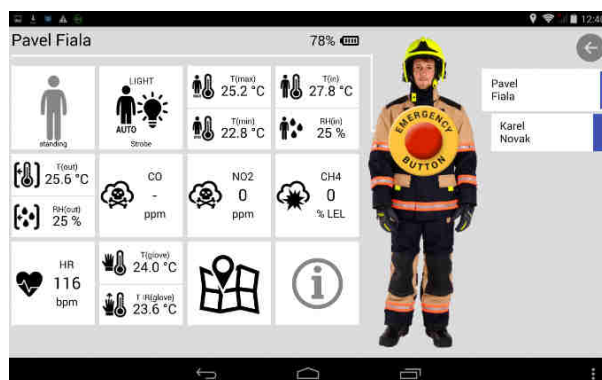 12:40
Pavel Fiala
78%
standing
LIGHT
AUTO
Strobe
T(max)
25.2 °C
T(min)
22.8 °C
T(in)
27.8 °C
RH(in)
25 %
T(out)
25.6 °C
RH(out)
25 %
CO
-
ppm
NO2
0
ppm
CH4
0
% LEL
HR
116
bpm
T(glove)
24.0 °C
T IR(glove)
23.6 °C
EMERGENCY
BUTTON
Pavel
Fiala
Karel
Novak